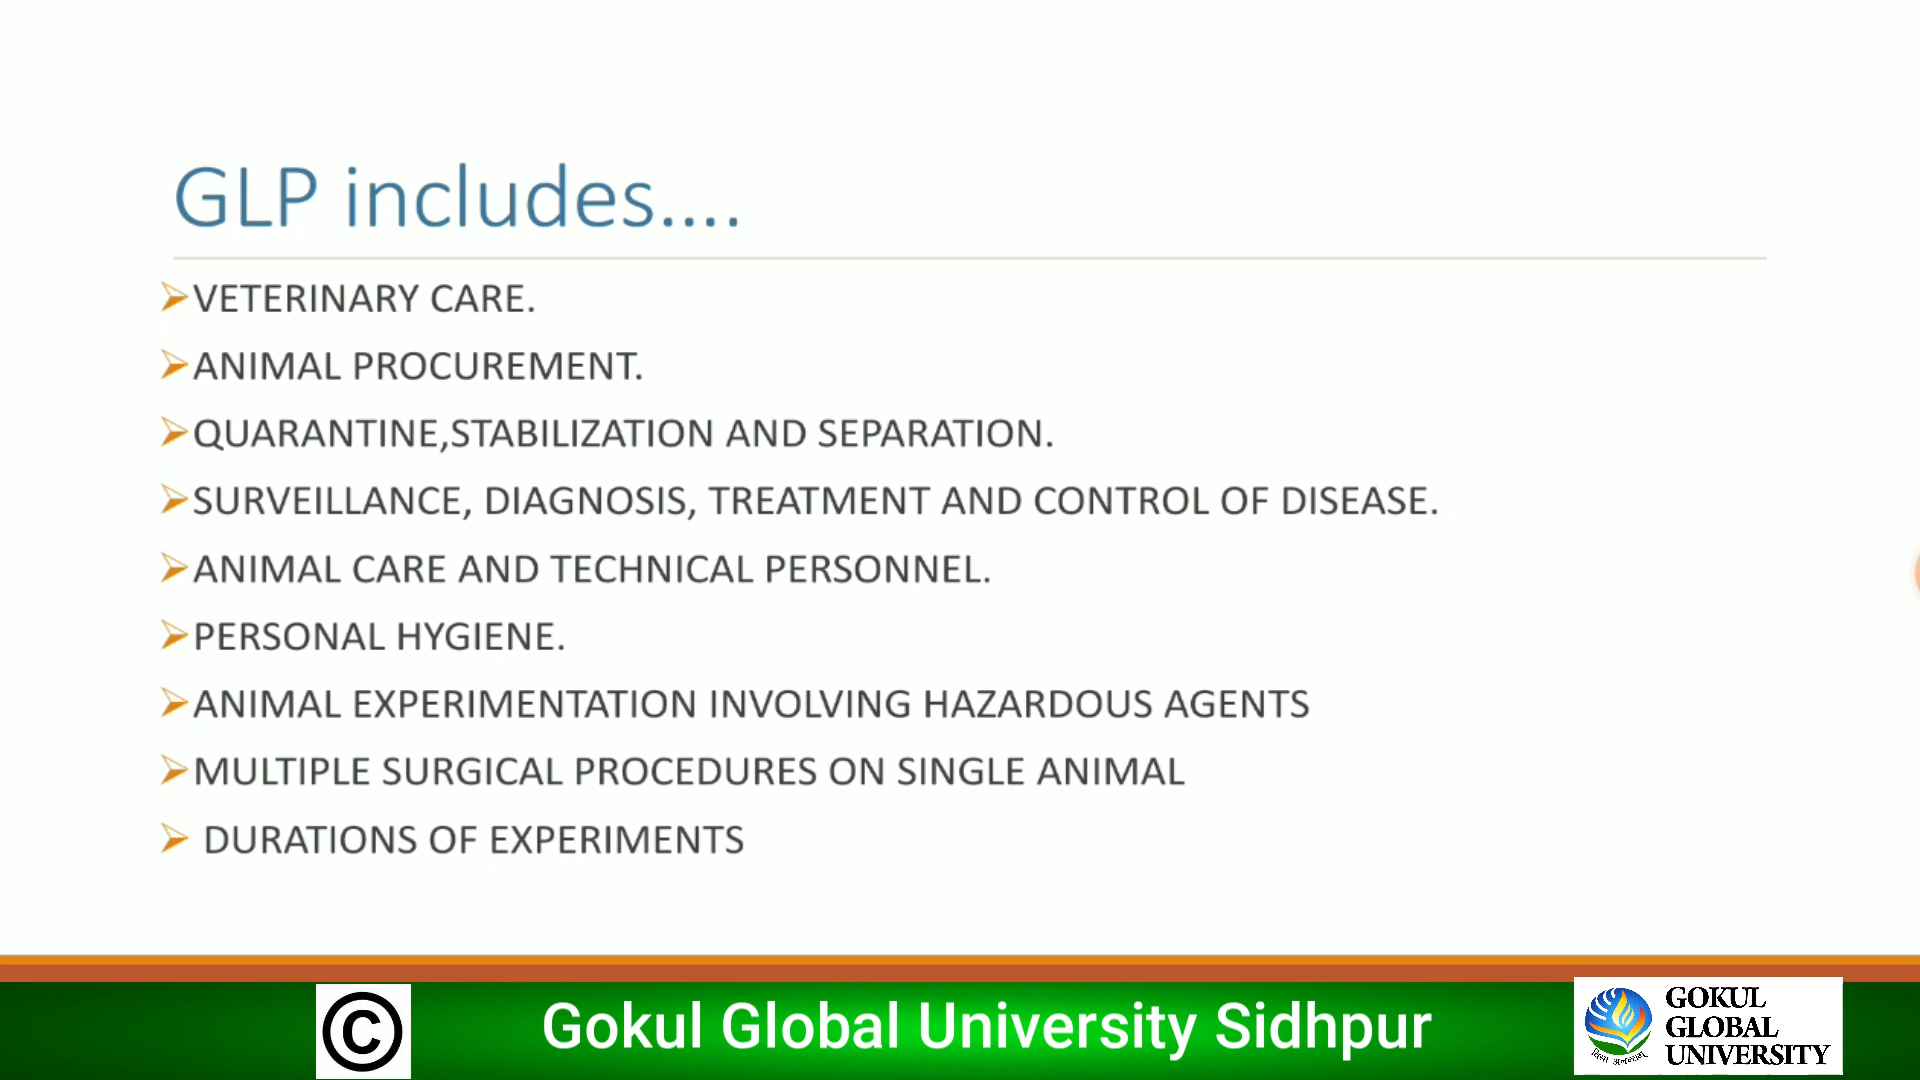 GLP includes....
VETERINARY CARE.
ANIMAL PROCUREMENT.
QUARANTINE,STABILIZATION AND SEPARATION.
SURVEILLANCE, DIAGNOSIS, TREATMENT AND CONTROL OF DISEASE.
ANIMAL CARE AND TECHNICAL PERSONNEL.
PERSONAL HYGIENE.
ANIMAL EXPERIMENTATION INVOLVING HAZARDOUS AGENTS
MULTIPLE SURGICAL PROCEDURES ON SINGLE ANIMAL
DURATIONS OF EXPERIMENTS
©
Gokul Global University Sidhpur
GOKUL
GLOBAL
UNIVERSITY